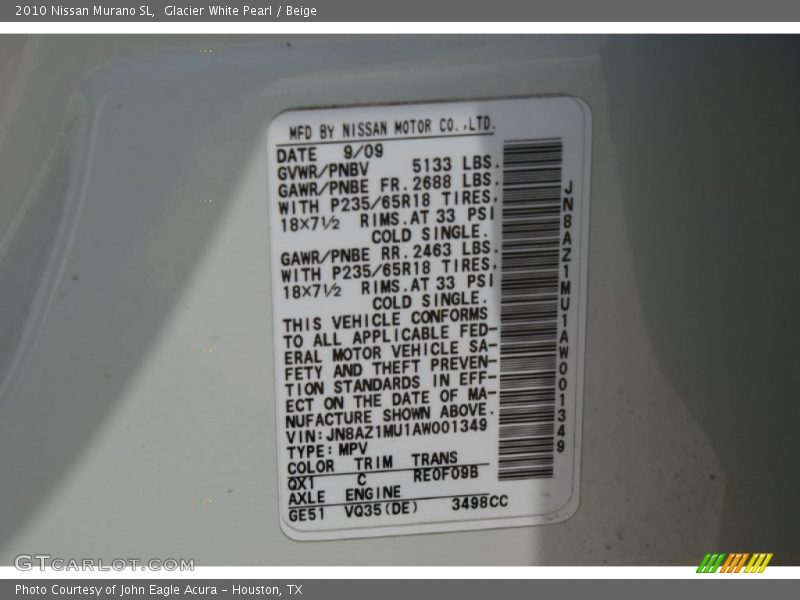 2010 Nissan Murano SL, Glacier White Pearl / Beige
MFD BY NISSAN MOTOR CO.,LTD.
DATE 9/09
GVWR/PNBV 5133 LBS.
GAWR/PNBE FR. 2688 LBS.
WITH P235/65R18 TIRES,
18×7½ RIMS.AT 33 PSI
COLD SINGLE.
GAWR/PNBE RR. 2463 LBS.
WITH P235/65R18 TIRES,
18×7½ RIMS.AT 33 PSI
COLD SINGLE.
THIS VEHICLE CONFORMS
TO ALL APPLICABLE FED-
ERAL MOTOR VEHICLE SA-
FETY AND THEFT PREVEN-
TION STANDARDS IN EFF-
ECT ON THE DATE OF MA-
NUFACTURE SHOWN ABOVE.
VIN:JN8AZ1MU1AW001349
TYPE:MPV
COLOR TRIM TRANS
QX1 C RE0F09B
AXLE ENGINE
GE51 VQ35(DE) 3498CC
JN8AZ1MU1AW001349
GTCarLot.com
Photo Courtesy of John Eagle Acura - Houston, TX